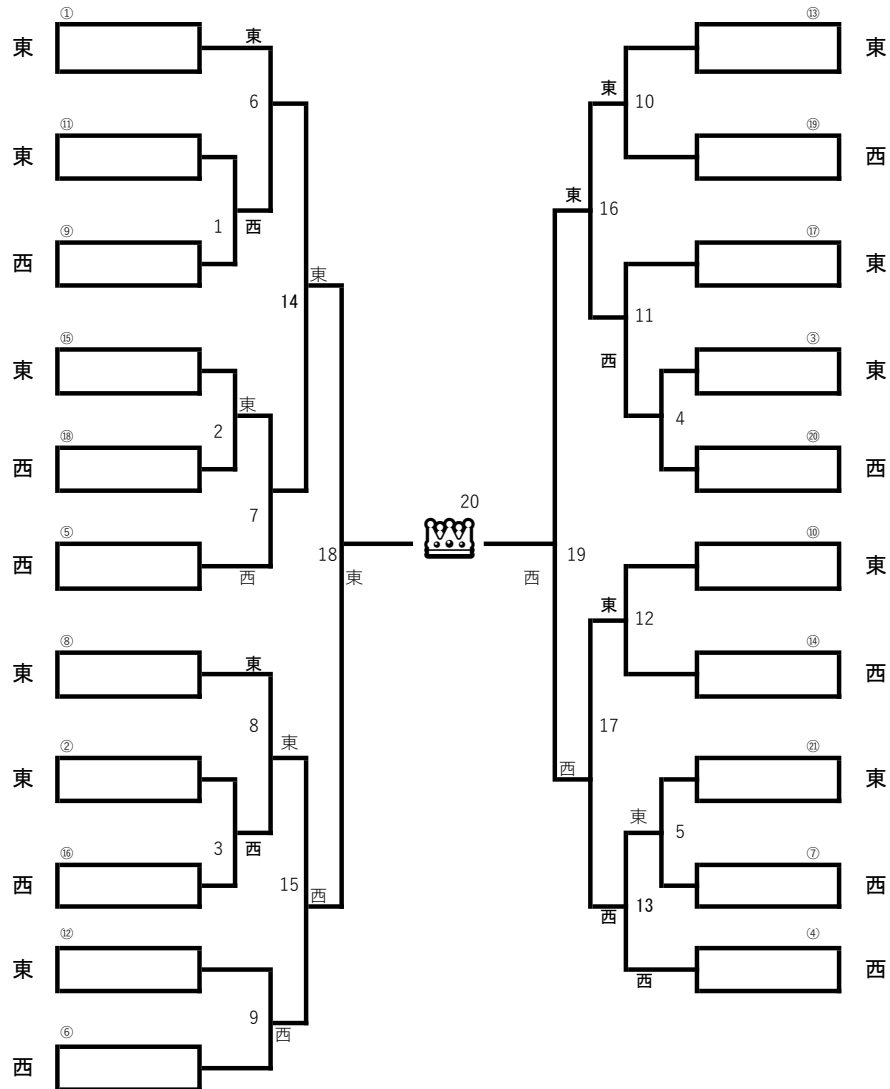 ① ⑬
東 東 東
6 東 10
⑪ ⑲
東 西
東 16
1 西
⑨ ⑰
西 東
東
14 11
⑮ ③
東 西 東
東
2 4
⑱ ⑳
西 西
20
7
⑤ ⑩
18 19
西 西 東 西 東
東 12
⑧ ⑭
東 東 西
8 17
東
② ㉑
東 西 東
東
3 西 5
⑯ ⑦
西 15 西 西 13 西
⑫ ④
東 西 西
9 西
⑥
西